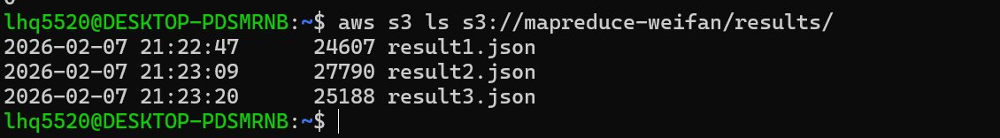 lhq5520@DESKTOP-PDSMRNB:~$ aws s3 ls s3://mapreduce-weifan/results/
2026-02-07 21:22:47      24607 result1.json
2026-02-07 21:23:09      27790 result2.json
2026-02-07 21:23:20      25188 result3.json
lhq5520@DESKTOP-PDSMRNB:~$